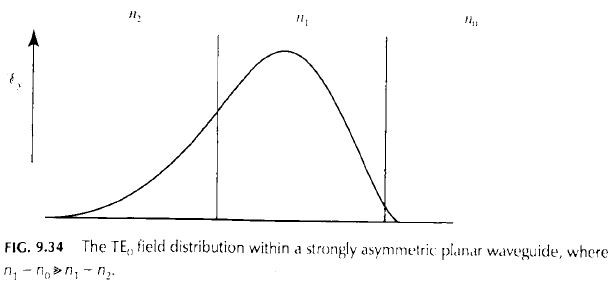 n₂ n₁ n₀
ℰy
FIG. 9.34 The TE₀ field distribution within a strongly asymmetric planar waveguide, where
n₁ − n₀ ≫ n₁ − n₂.